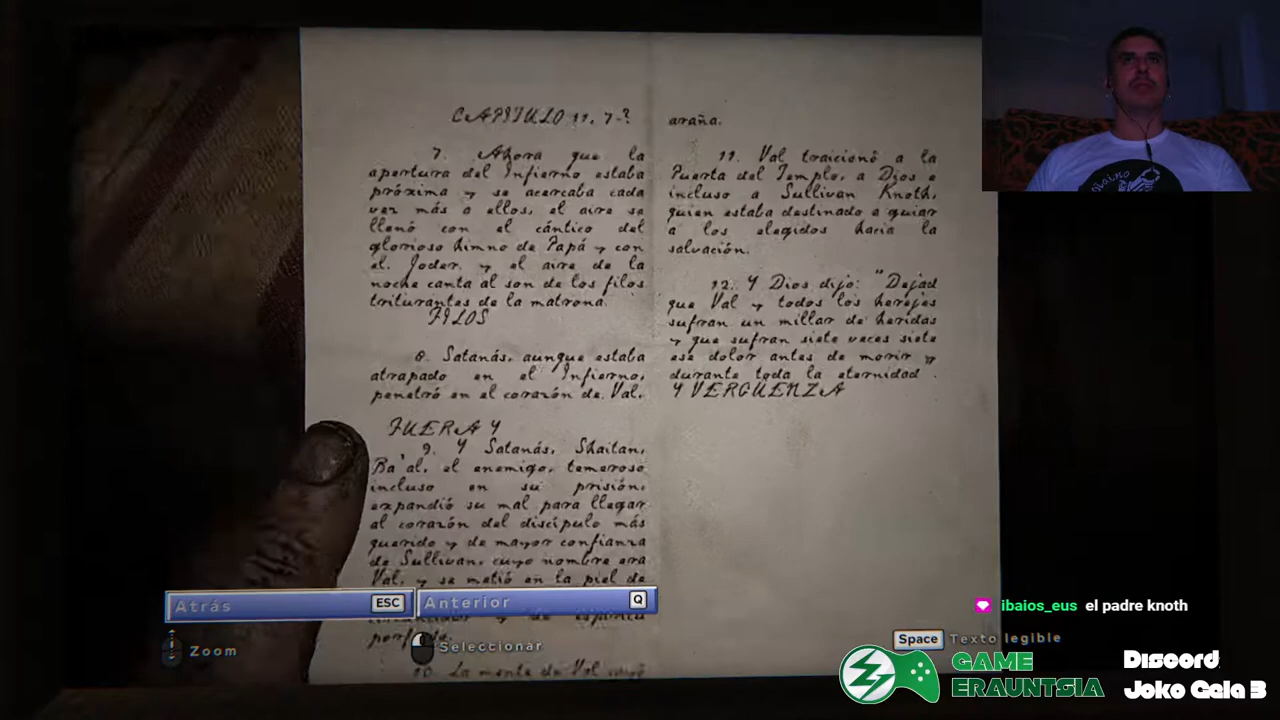 CAPITULO 11. 7-?
7. Ahora que la
apertura del Infierno estaba
próxima y se acercaba cada
vez más a ellos, el aire se
llenó con el cántico del
glorioso himno de Papá y con
el. Joder. y el aire de la
noche canta al son de los filos
triturantes de la matrona.
FILOS
8. Satanás, aunque estaba
atrapado en el Infierno,
penetró en el corazón de Val.
FUERA Y
9. Y Satanás, Shaitan,
Ba'al, el enemigo, temeroso
incluso en su prisión,
expandió su mal para llegar
al corazón del discípulo más
querido y de mayor confianza
de Sullivan, cuyo nombre era
Val, y se metió en la piel de
10. La mente de Val
araña.
11. Val traicionó a la
Puerta del Templo, a Dios e
incluso a Sullivan Knoth,
quien estaba destinado a guiar
a los elegidos hacia la
salvación.
12. Y Dios dijo: "Dejad
que Val y todos los herejes
sufran un millar de heridas
y que sufran siete veces siete
ese dolor antes de morir y
durante toda la eternidad.
Y VERGÜENZA
Atrás ESC
Anterior Q
Zoom
Seleccionar
ibaios_eus el padre knoth
Space Texto legible
GAME
ERAUNTSIA
Discord
Joko Gela 3